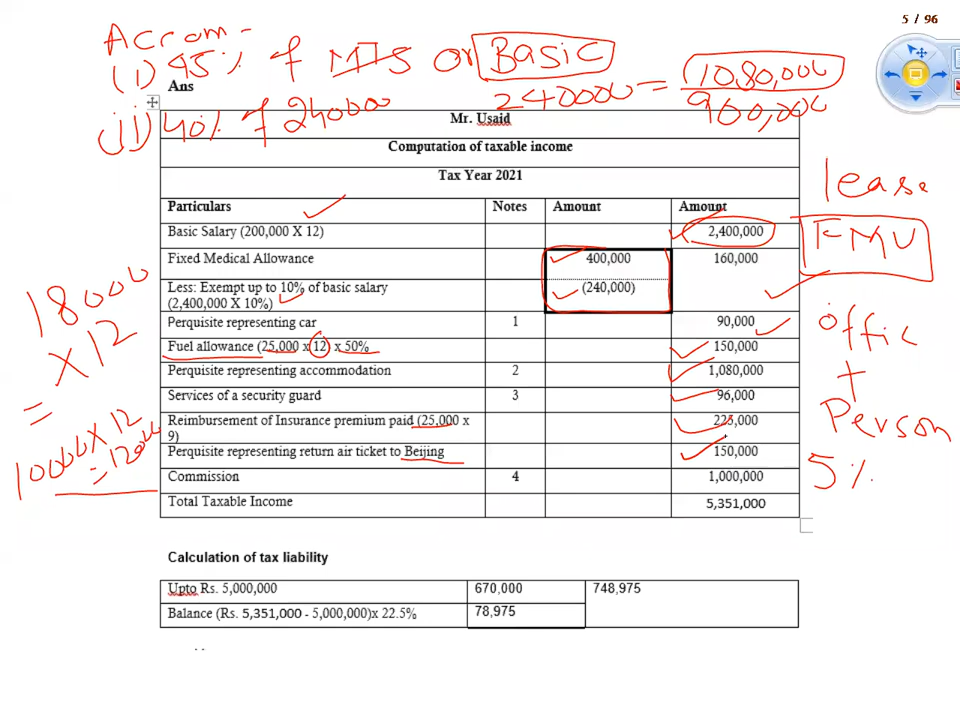 5 / 96
Accom -
(i) 45% of MTS or Basic
2400000 = 1080,000
Ans
(ii) 40% of 24000 960,000
Mr. Usaid
Computation of taxable income
Tax Year 2021
Particulars Notes Amount Amount
Basic Salary (200,000 X 12) 2,400,000
Fixed Medical Allowance 400,000 160,000
Less: Exempt up to 10% of basic salary (240,000)
(2,400,000 X 10%)
Perquisite representing car 1 90,000
Fuel allowance (25,000 x 12 x 50% 150,000
Perquisite representing accommodation 2 1,080,000
Services of a security guard 3 96,000
Reimbursement of Insurance premium paid (25,000 x 225,000
9)
Perquisite representing return air ticket to Beijing 150,000
Commission 4 1,000,000
Total Taxable Income 5,351,000
18000
X 12
=
10000 X 12
= 12000
lease
FMV
offic
+
Person
5%
Calculation of tax liability
Upto Rs. 5,000,000 670,000 748,975
Balance (Rs. 5,351,000 - 5,000,000)x 22.5% 78,975